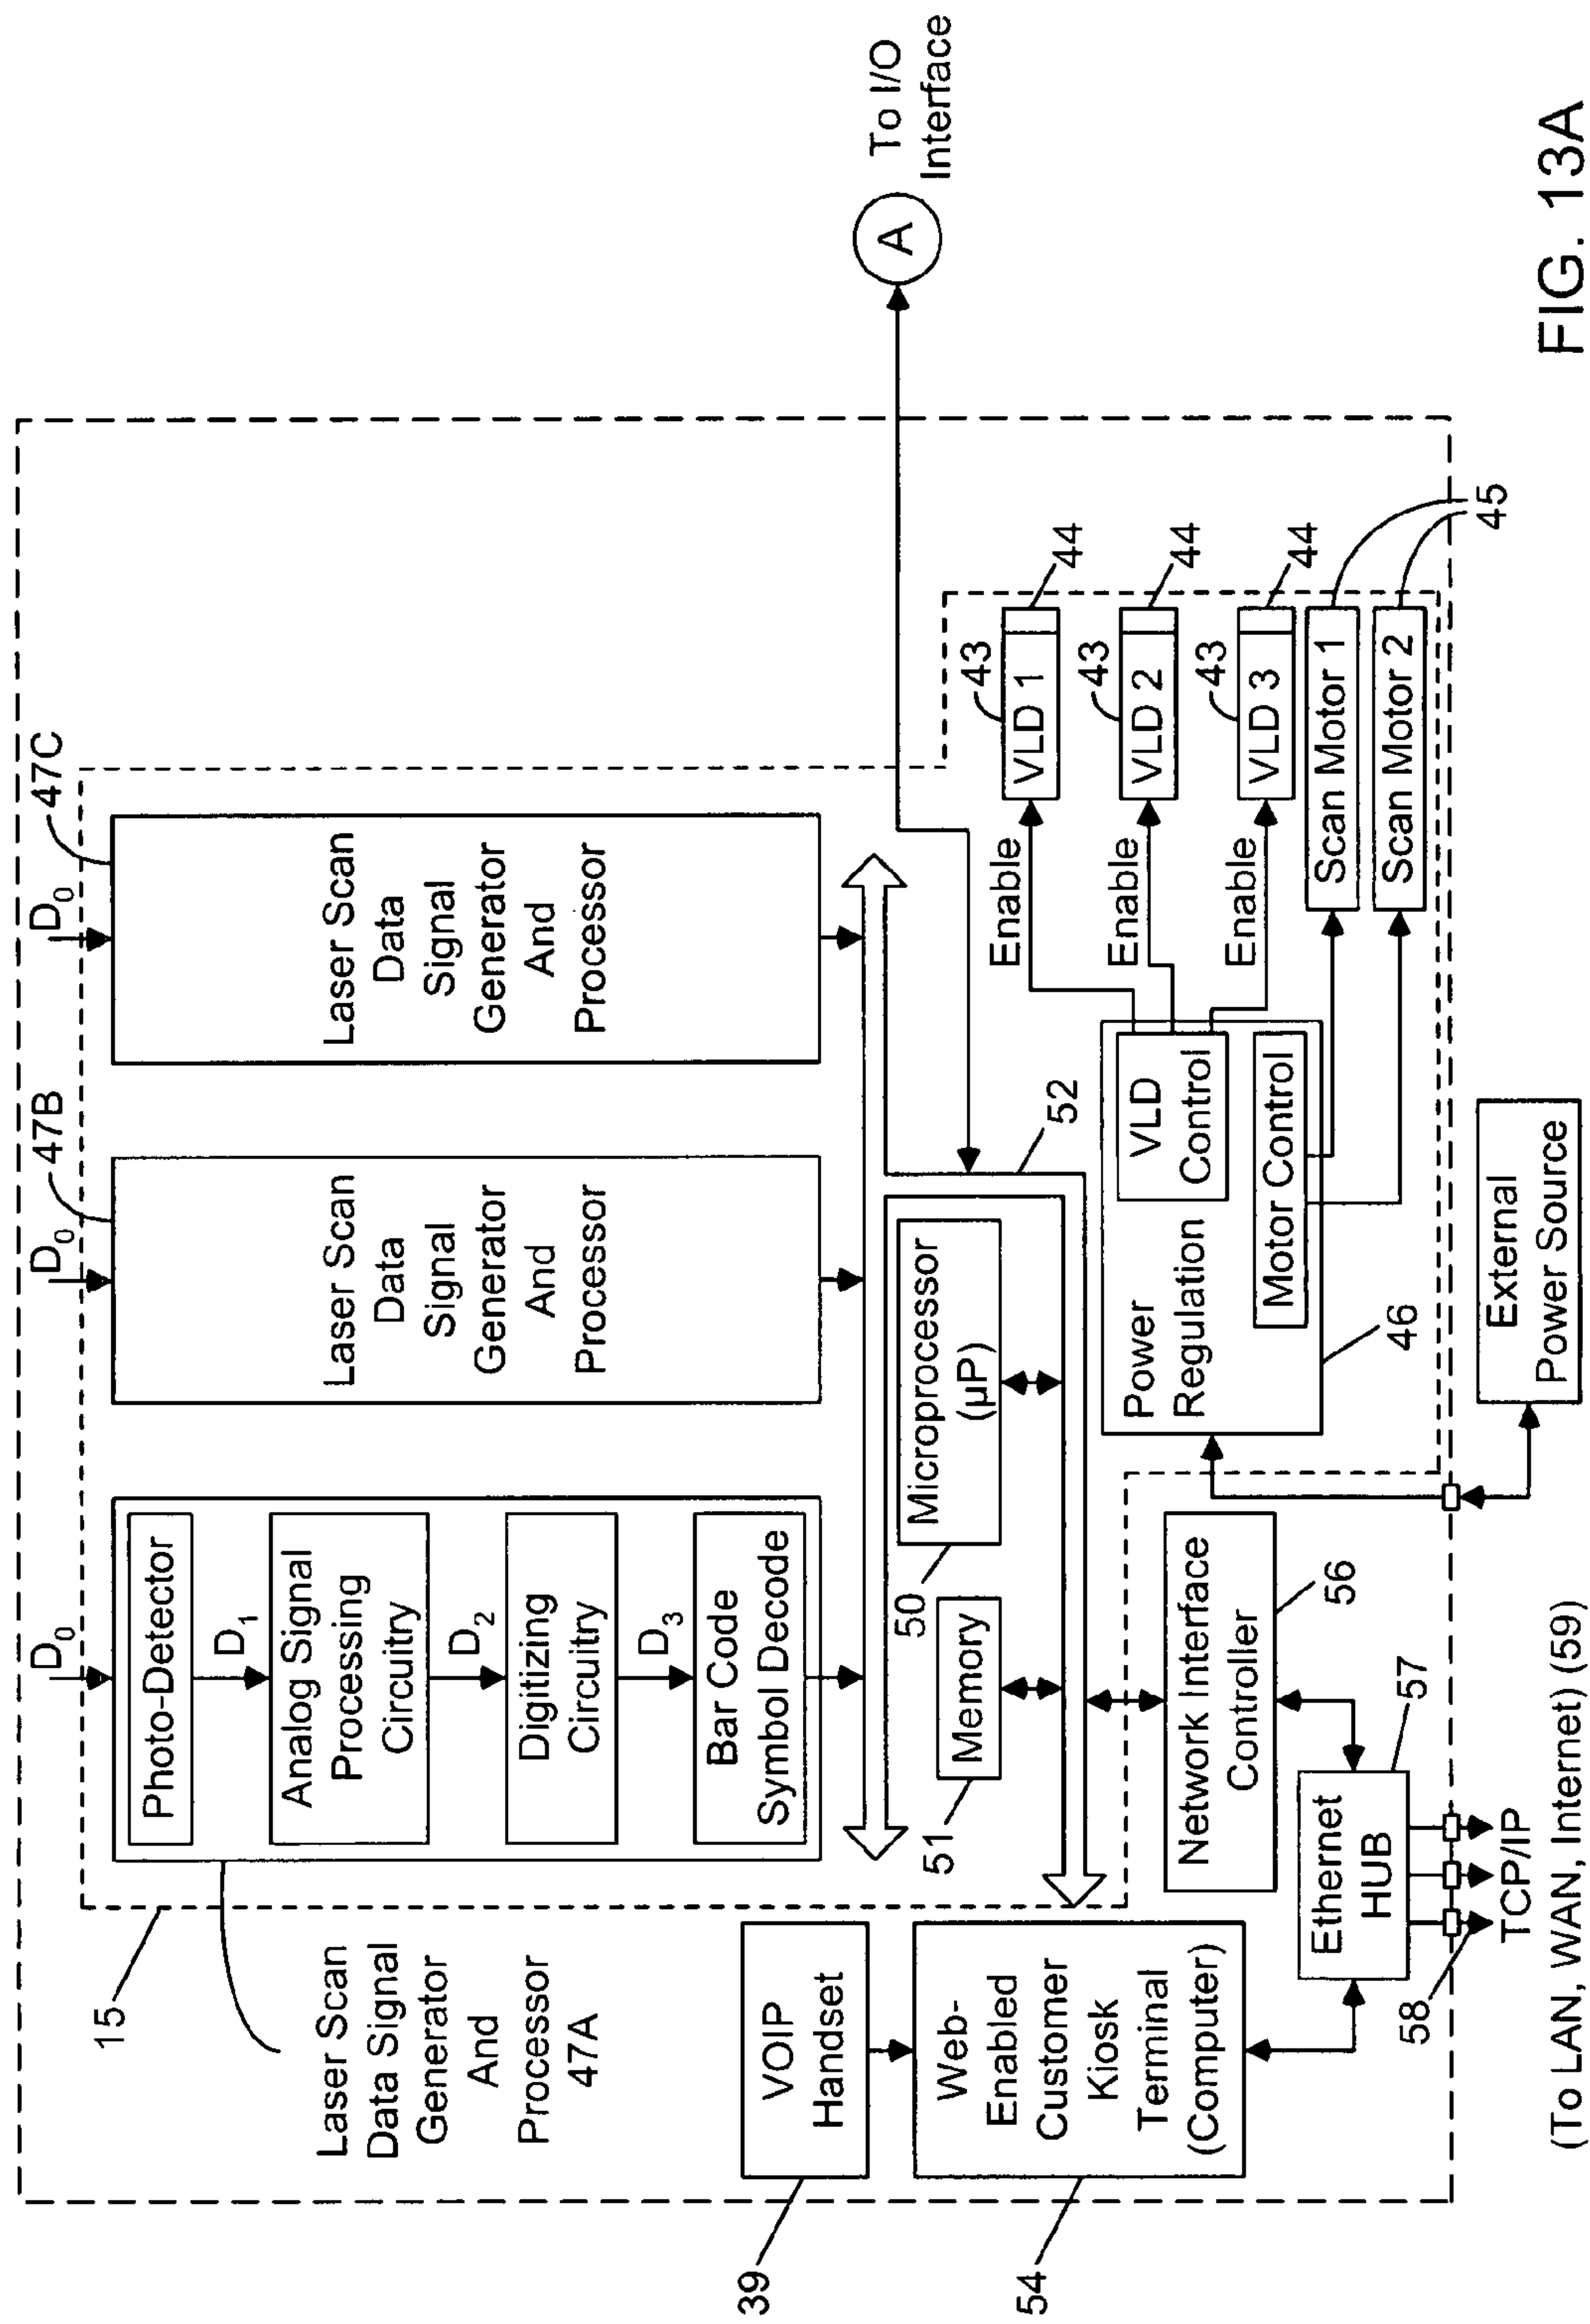 D0
D0
47B
D0
47C
15
Laser Scan
Data Signal
Generator
And
Processor
47A
Photo-Detector
D1
Analog Signal
Processing
Circuitry
D2
Digitizing
Circuitry
D3
Bar Code
Symbol Decode
Laser Scan
Data
Signal
Generator
And
Processor
Laser Scan
Data
Signal
Generator
And
Processor
A
To I/O
Interface
39
VOIP
Handset
54
Web-
Enabled
Customer
Kiosk
Terminal
(Computer)
51
Memory
50
Microprocessor
(µP)
52
Network Interface
Controller
56
Ethernet
HUB
57
58
TCP/IP
(To LAN, WAN, Internet) (59)
Power
Regulation
46
VLD
Control
Motor Control
Enable
43
VLD 1
44
Enable
43
VLD 2
44
Enable
43
VLD 3
44
Scan Motor 1
Scan Motor 2
45
External
Power Source
FIG. 13A